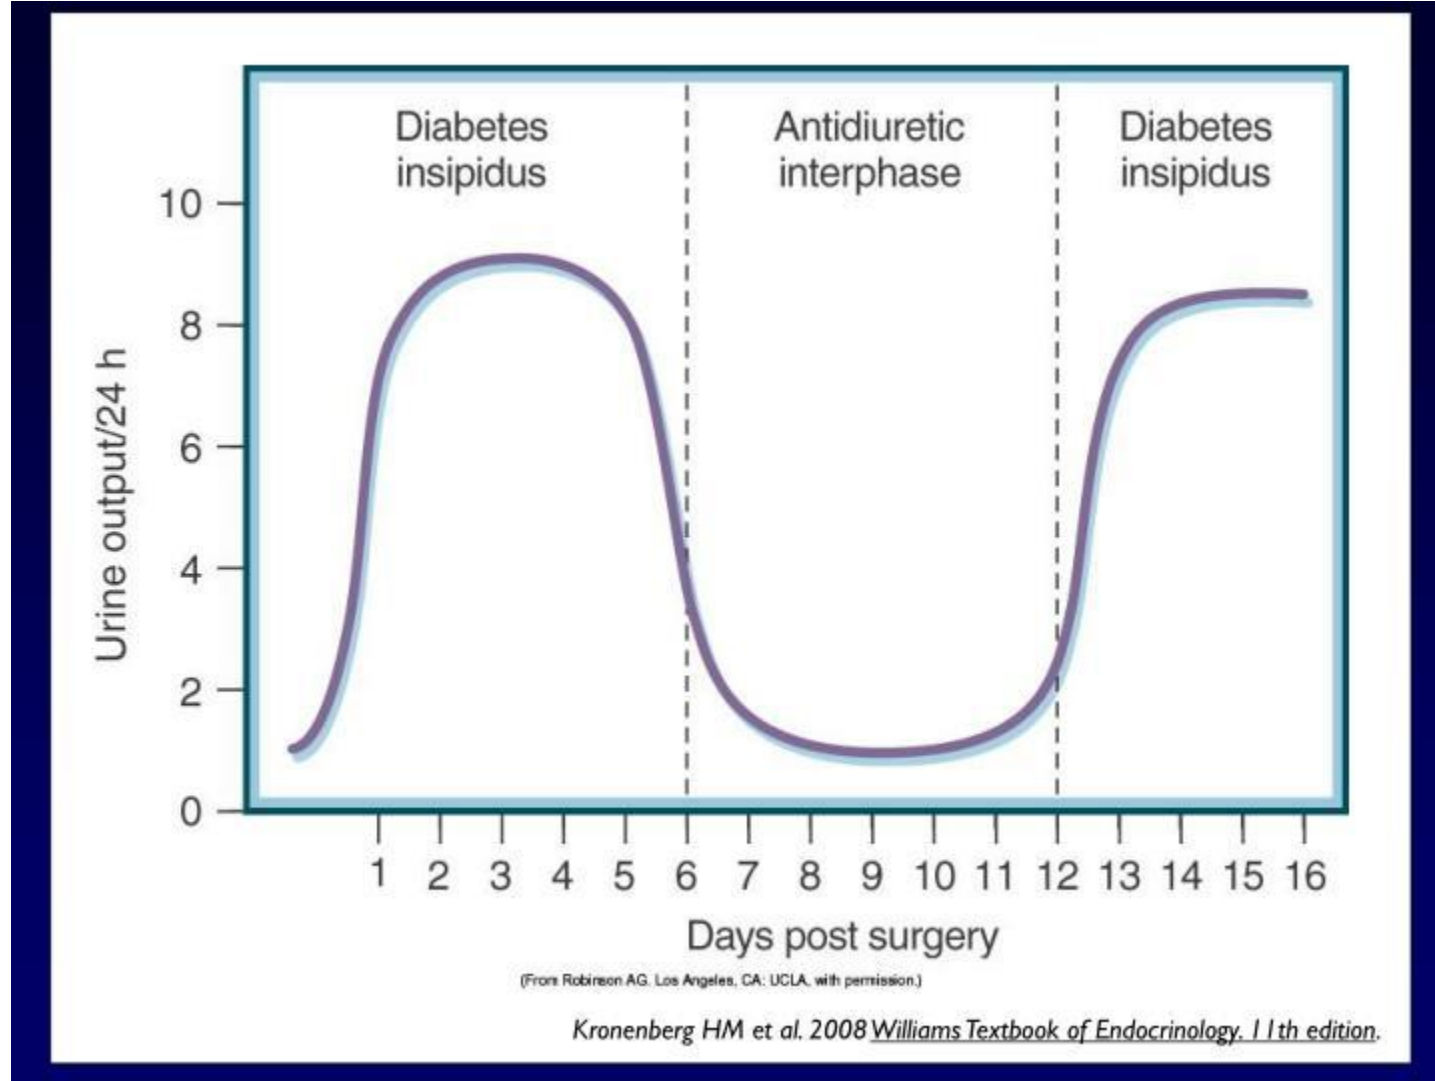 Diabetes
insipidus
Antidiuretic
interphase
Diabetes
insipidus
10
8
6
4
2
0
Urine output/24 h
1 2 3 4 5 6 7 8 9 10 11 12 13 14 15 16
Days post surgery
(From Robinson AG. Los Angeles, CA: UCLA, with permission.)
Kronenberg HM et al. 2008 Williams Textbook of Endocrinology. 11th edition.